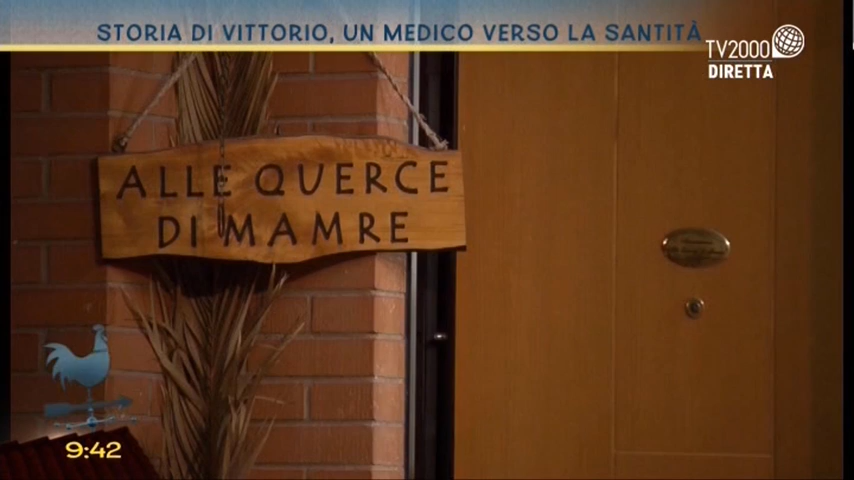 STORIA DI VITTORIO, UN MEDICO VERSO LA SANTITÀ
TV2000
DIRETTA
ALLE QUERCE
DI MAMRE
9:42